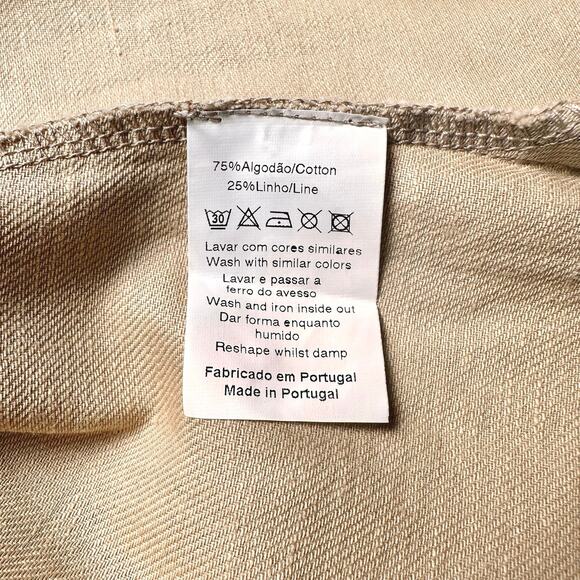 75%Algodão/Cotton
25%Linho/Line
30
Lavar com cores similares
Wash with similar colors
Lavar e passar a
ferro do avesso
Wash and iron inside out
Dar forma enquanto
humido
Reshape whilst damp
Fabricado em Portugal
Made in Portugal